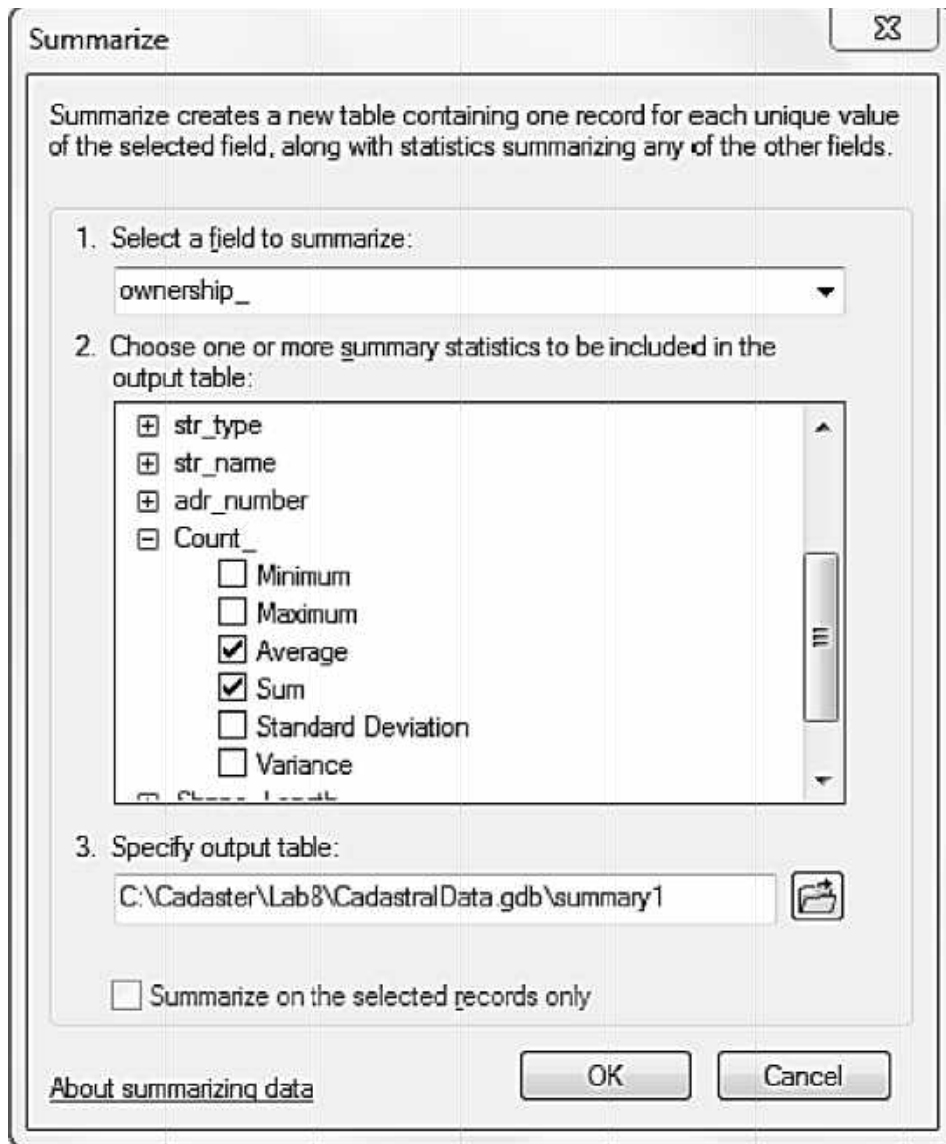 Summarize
Summarize creates a new table containing one record for each unique value
of the selected field, along with statistics summarizing any of the other fields.
1. Select a field to summarize:
ownership_
2. Choose one or more summary statistics to be included in the
output table:
str_type
str_name
adr_number
Count_
Minimum
Maximum
Average
Sum
Standard Deviation
Variance
Shape_Length
3. Specify output table:
C:\Cadaster\Lab8\CadastralData.gdb\summary1
Summarize on the selected records only
About summarizing data
OK
Cancel